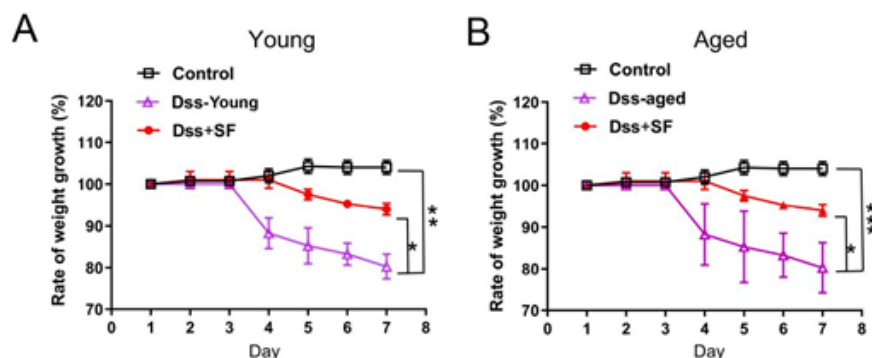 A
Young
Control
Dss-Young
Dss+SF
Rate of weight growth (%)
120
110
100
90
80
70
0 1 2 3 4 5 6 7 8
Day
*
**
B
Aged
Control
Dss-aged
Dss+SF
Rate of weight growth (%)
120
110
100
90
80
70
0 1 2 3 4 5 6 7 8
Day
*
***